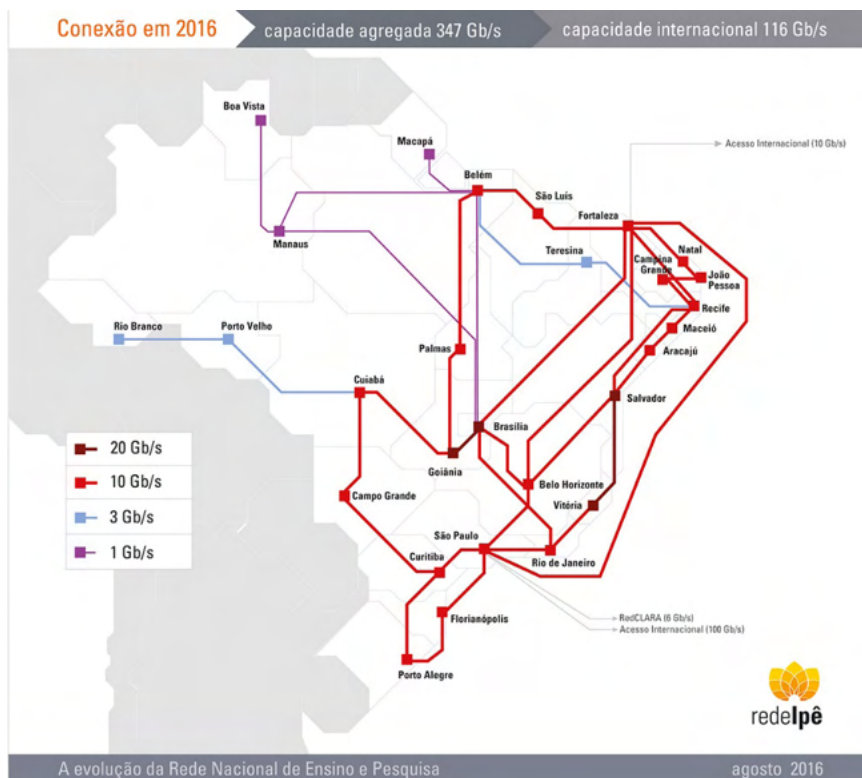 Conexão em 2016
capacidade agregada 347 Gb/s
capacidade internacional 116 Gb/s
Boa Vista
Macapá
Acesso Internacional (10 Gb/s)
Belém
São Luís
Fortaleza
Manaus
Teresina
Natal
Campina
Grande
João
Pessoa
Recife
Rio Branco
Porto Velho
Maceió
Palmas
Aracajú
Cuiabá
Salvador
Brasília
20 Gb/s
Goiânia
10 Gb/s
Belo Horizonte
Campo Grande
Vitória
3 Gb/s
São Paulo
1 Gb/s
Curitiba
Rio de Janeiro
Florianópolis
RedCLARA (6 Gb/s)
Acesso Internacional (100 Gb/s)
Porto Alegre
redeIpê
A evolução da Rede Nacional de Ensino e Pesquisa
agosto 2016